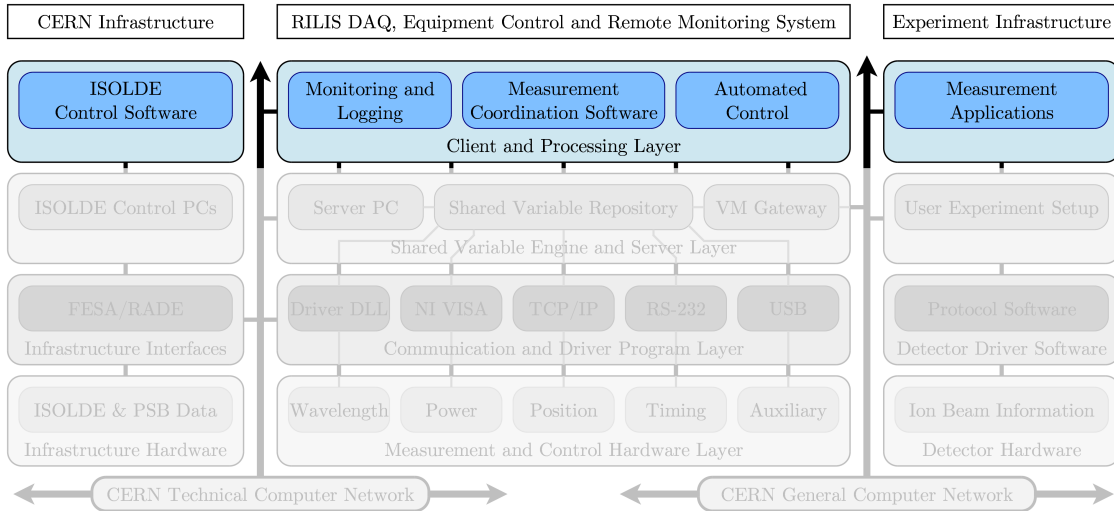 CERN Infrastructure
RILIS DAQ, Equipment Control and Remote Monitoring System
Experiment Infrastructure
ISOLDE
Control Software
Monitoring and
Logging
Measurement
Coordination Software
Automated
Control
Client and Processing Layer
Measurement
Applications
ISOLDE Control PCs
Server PC
Shared Variable Repository
VM Gateway
Shared Variable Engine and Server Layer
User Experiment Setup
FESA/RADE
Infrastructure Interfaces
Driver DLL
NI VISA
TCP/IP
RS-232
USB
Communication and Driver Program Layer
Protocol Software
Detector Driver Software
ISOLDE & PSB Data
Infrastructure Hardware
Wavelength
Power
Position
Timing
Auxiliary
Measurement and Control Hardware Layer
Ion Beam Information
Detector Hardware
CERN Technical Computer Network
CERN General Computer Network